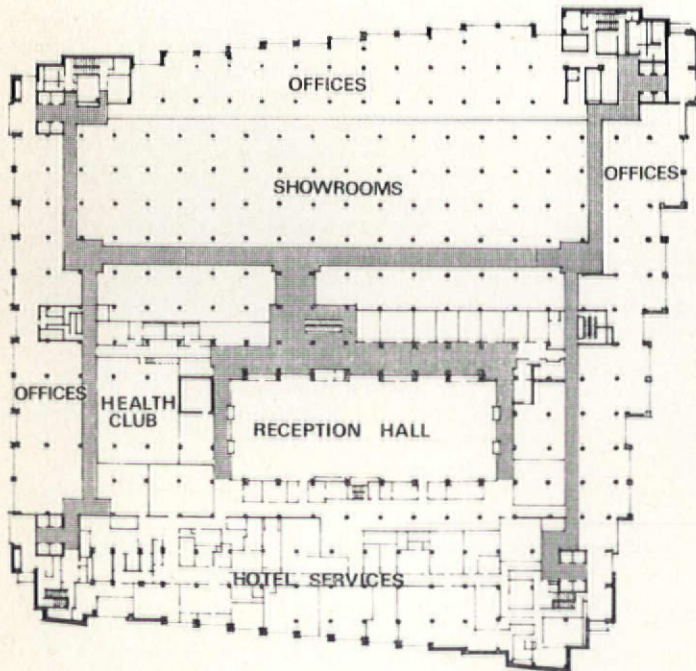 OFFICES
SHOWROOMS
OFFICES
OFFICES
HEALTH
CLUB
RECEPTION HALL
HOTEL SERVICES